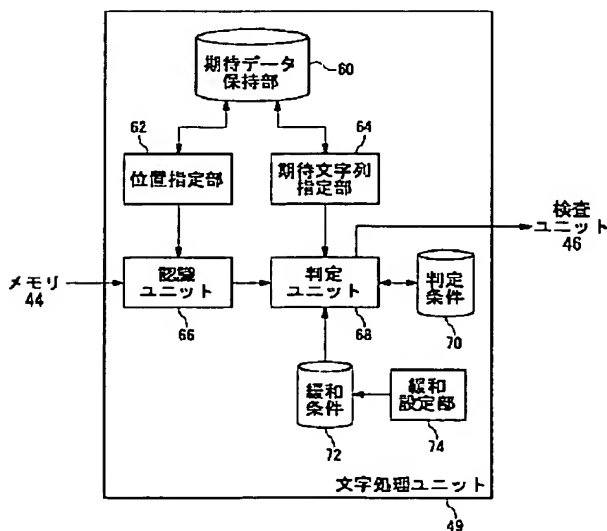 期待データ
保持部
60
62
64
位置指定部
期待文字列
指定部
検査
ユニット
46
メモリ
44
認識
ユニット
66
判定
ユニット
68
判定
条件
70
緩和
条件
72
緩和
設定部
74
文字処理ユニット
49